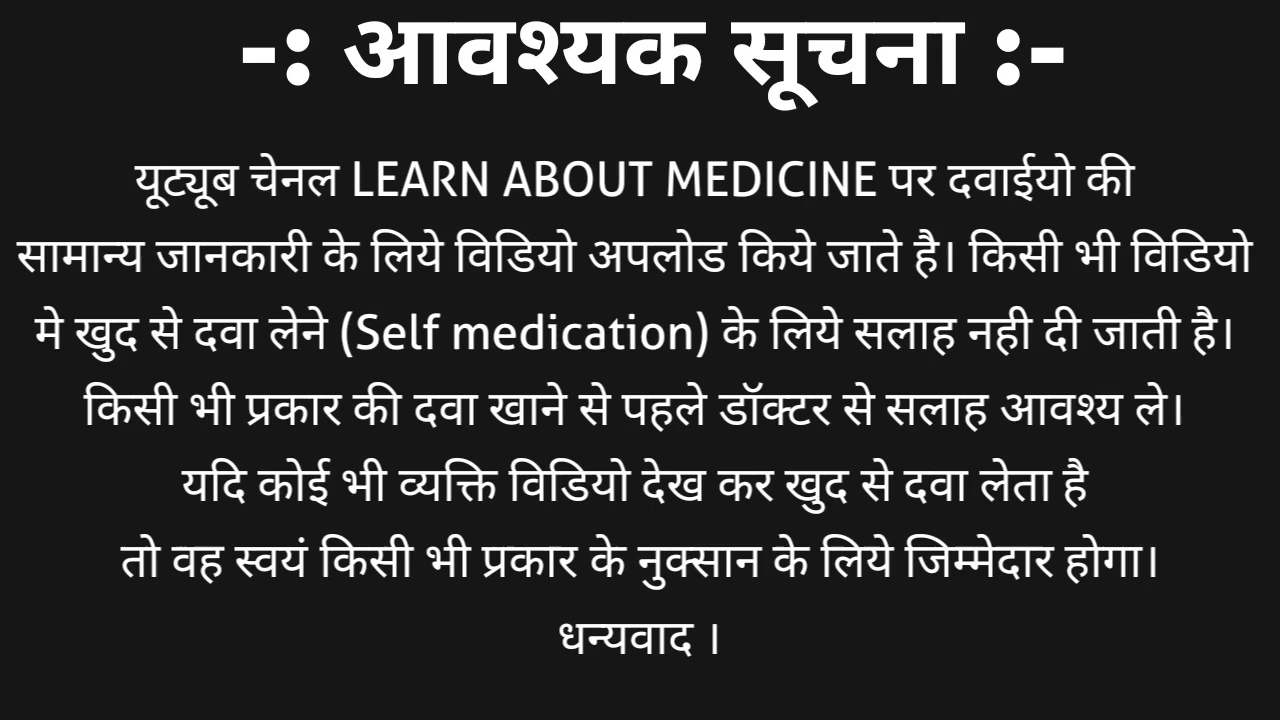 -: आवश्यक सूचना :-
यूट्यूब चेनल LEARN ABOUT MEDICINE पर दवाईयो की
सामान्य जानकारी के लिये विडियो अपलोड किये जाते है। किसी भी विडियो
मे खुद से दवा लेने (Self medication) के लिये सलाह नही दी जाती है।
किसी भी प्रकार की दवा खाने से पहले डॉक्टर से सलाह आवश्य ले।
यदि कोई भी व्यक्ति विडियो देख कर खुद से दवा लेता है
तो वह स्वयं किसी भी प्रकार के नुक्सान के लिये जिम्मेदार होगा।
धन्यवाद ।